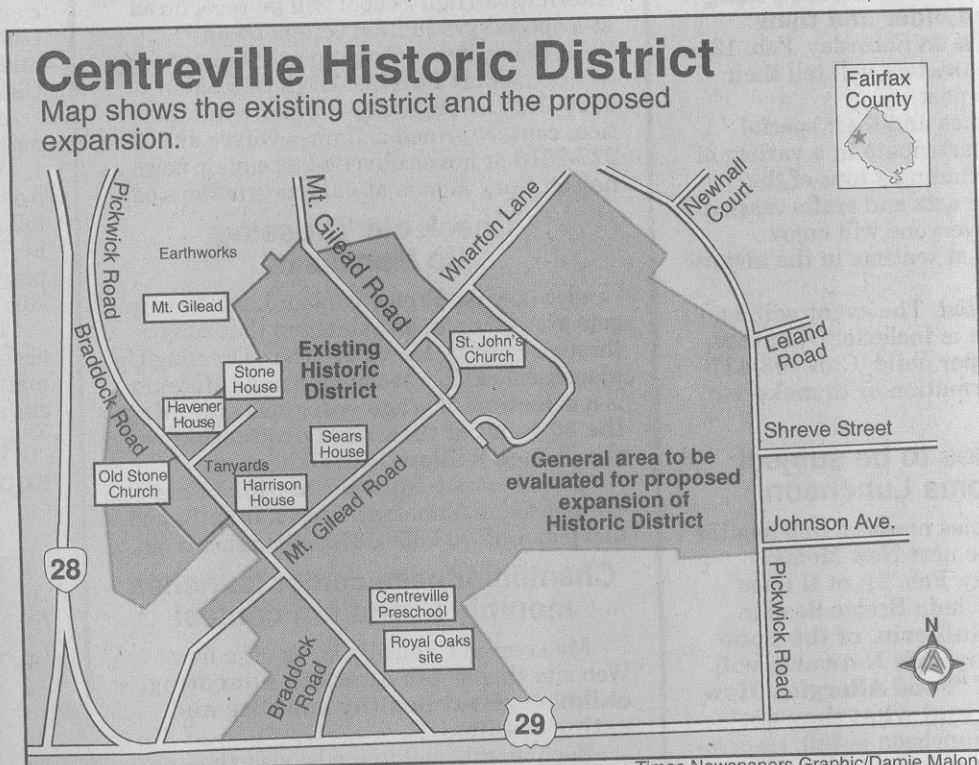 Centreville Historic District
Map shows the existing district and the proposed
expansion.
Fairfax
County
Pickwick Road
Mt. Gilead Road
Wharton Lane
Newhall
Court
Earthworks
Mt. Gilead
Braddock Road
Existing
Historic
District
St. John's
Church
Leland
Road
Stone
House
Havener
House
Sears
House
Shreve Street
Old Stone
Church
Tanyards
Harrison
House
Mt. Gilead Road
General area to be
evaluated for proposed
expansion of
Historic District
Johnson Ave.
28
Centreville
Preschool
Royal Oaks
site
Braddock
Road
Pickwick Road
N
29
Times Newspapers Graphic/Damie Malon